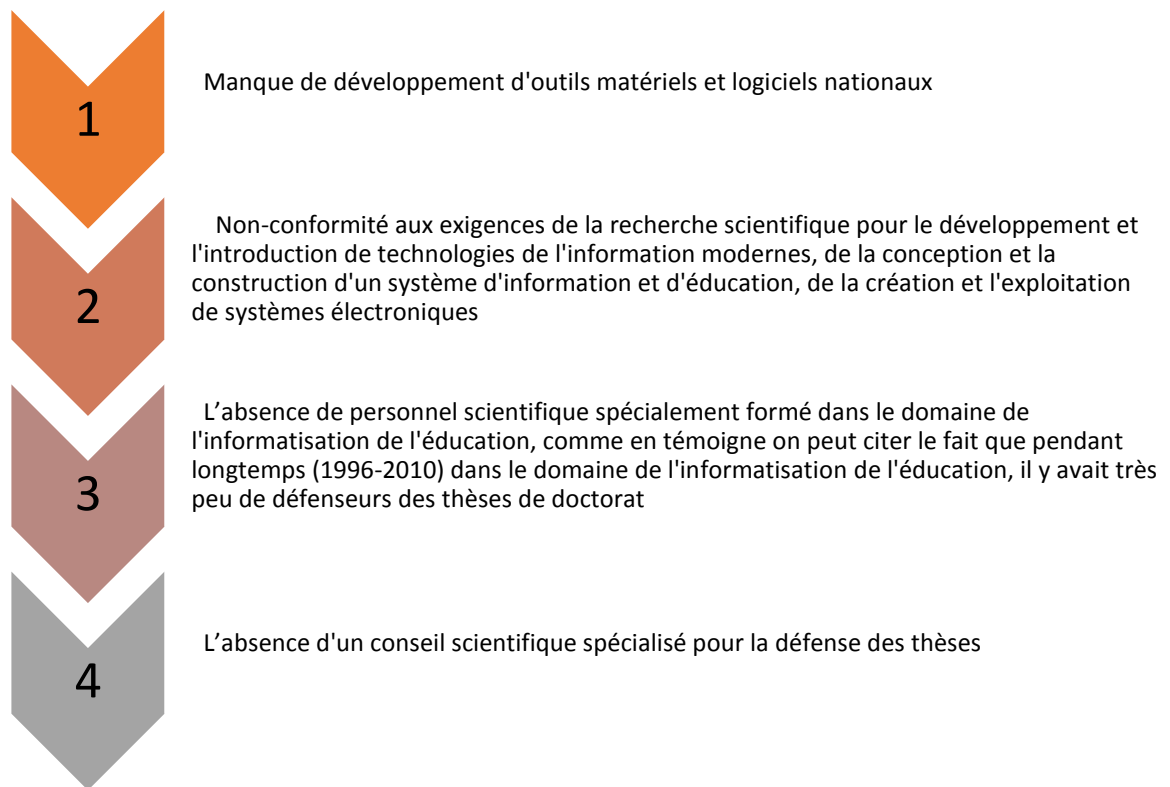 1
Manque de développement d'outils matériels et logiciels nationaux
2
Non-conformité aux exigences de la recherche scientifique pour le développement et
l'introduction de technologies de l'information modernes, de la conception et la
construction d'un système d'information et d'éducation, de la création et l'exploitation
de systèmes électroniques
3
L’absence de personnel scientifique spécialement formé dans le domaine de
l'informatisation de l'éducation, comme en témoigne on peut citer le fait que pendant
longtemps (1996-2010) dans le domaine de l'informatisation de l'éducation, il y avait très
peu de défenseurs des thèses de doctorat
4
L’absence d'un conseil scientifique spécialisé pour la défense des thèses